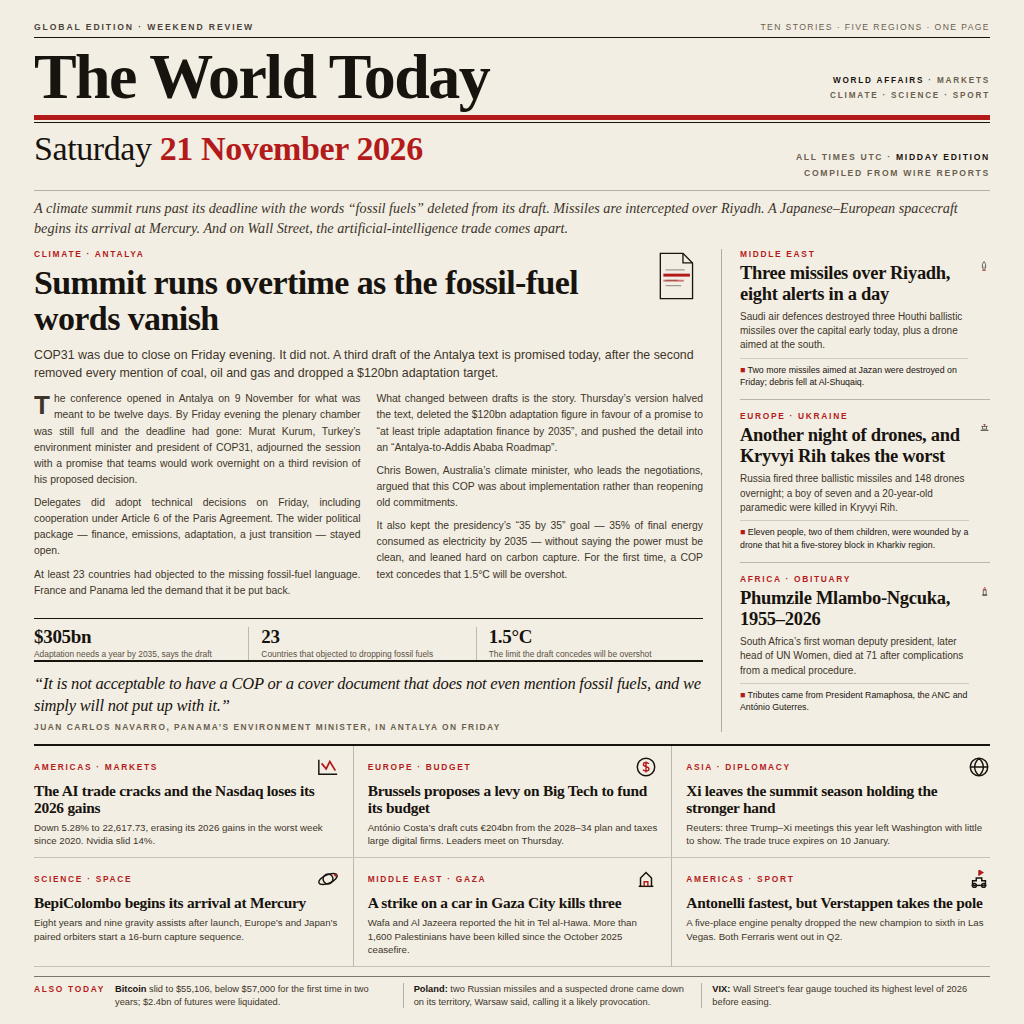 GLOBAL EDITION · WEEKEND REVIEW
TEN STORIES · FIVE REGIONS · ONE PAGE
The World Today
WORLD AFFAIRS · MARKETS
CLIMATE · SCIENCE · SPORT
Saturday 21 November 2026
ALL TIMES UTC · MIDDAY EDITION
COMPILED FROM WIRE REPORTS
A climate summit runs past its deadline with the words “fossil fuels” deleted from its draft. Missiles are intercepted over Riyadh. A Japanese–European spacecraft
begins its arrival at Mercury. And on Wall Street, the artificial-intelligence trade comes apart.
CLIMATE · ANTALYA
Summit runs overtime as the fossil-fuel
words vanish
COP31 was due to close on Friday evening. It did not. A third draft of the Antalya text is promised today, after the second
removed every mention of coal, oil and gas and dropped a $120bn adaptation target.
The conference opened in Antalya on 9 November for what was
meant to be twelve days. By Friday evening the plenary chamber
was still full and the deadline had gone: Murat Kurum, Turkey’s
environment minister and president of COP31, adjourned the session
with a promise that teams would work overnight on a third revision of
his proposed decision.
Delegates did adopt technical decisions on Friday, including
cooperation under Article 6 of the Paris Agreement. The wider political
package — finance, emissions, adaptation, a just transition — stayed
open.
At least 23 countries had objected to the missing fossil-fuel language.
France and Panama led the demand that it be put back.
What changed between drafts is the story. Thursday’s version halved
the text, deleted the $120bn adaptation figure in favour of a promise to
“at least triple adaptation finance by 2035”, and pushed the detail into
an “Antalya-to-Addis Ababa Roadmap”.
Chris Bowen, Australia’s climate minister, who leads the negotiations,
argued that this COP was about implementation rather than reopening
old commitments.
It also kept the presidency’s “35 by 35” goal — 35% of final energy
consumed as electricity by 2035 — without saying the power must be
clean, and leaned hard on carbon capture. For the first time, a COP
text concedes that 1.5°C will be overshot.
$305bn
Adaptation needs a year by 2035, says the draft
23
Countries that objected to dropping fossil fuels
1.5°C
The limit the draft concedes will be overshot
“It is not acceptable to have a COP or a cover document that does not even mention fossil fuels, and we
simply will not put up with it.”
JUAN CARLOS NAVARRO, PANAMA’S ENVIRONMENT MINISTER, IN ANTALYA ON FRIDAY
MIDDLE EAST
Three missiles over Riyadh,
eight alerts in a day
Saudi air defences destroyed three Houthi ballistic
missiles over the capital early today, plus a drone
aimed at the south.
■ Two more missiles aimed at Jazan were destroyed on
Friday; debris fell at Al-Shuqaiq.
EUROPE · UKRAINE
Another night of drones, and
Kryvyi Rih takes the worst
Russia fired three ballistic missiles and 148 drones
overnight; a boy of seven and a 20-year-old
paramedic were killed in Kryvyi Rih.
■ Eleven people, two of them children, were wounded by a
drone that hit a five-storey block in Kharkiv region.
AFRICA · OBITUARY
Phumzile Mlambo-Ngcuka,
1955–2026
South Africa’s first woman deputy president, later
head of UN Women, died at 71 after complications
from a medical procedure.
■ Tributes came from President Ramaphosa, the ANC and
António Guterres.
AMERICAS · MARKETS
The AI trade cracks and the Nasdaq loses its
2026 gains
Down 5.28% to 22,617.73, erasing its 2026 gains in the worst week
since 2020. Nvidia slid 14%.
EUROPE · BUDGET
Brussels proposes a levy on Big Tech to fund
its budget
António Costa’s draft cuts €204bn from the 2028–34 plan and taxes
large digital firms. Leaders meet on Thursday.
ASIA · DIPLOMACY
Xi leaves the summit season holding the
stronger hand
Reuters: three Trump–Xi meetings this year left Washington with little
to show. The trade truce expires on 10 January.
SCIENCE · SPACE
BepiColombo begins its arrival at Mercury
Eight years and nine gravity assists after launch, Europe’s and Japan’s
paired orbiters start a 16-burn capture sequence.
MIDDLE EAST · GAZA
A strike on a car in Gaza City kills three
Wafa and Al Jazeera reported the hit in Tel al-Hawa. More than
1,600 Palestinians have been killed since the October 2025
ceasefire.
AMERICAS · SPORT
Antonelli fastest, but Verstappen takes the pole
A five-place engine penalty dropped the new champion to sixth in Las
Vegas. Both Ferraris went out in Q2.
ALSO TODAY
Bitcoin slid to $55,106, below $57,000 for the first time in two
years; $2.4bn of futures were liquidated.
Poland: two Russian missiles and a suspected drone came down
on its territory, Warsaw said, calling it a likely provocation.
VIX: Wall Street’s fear gauge touched its highest level of 2026
before easing.